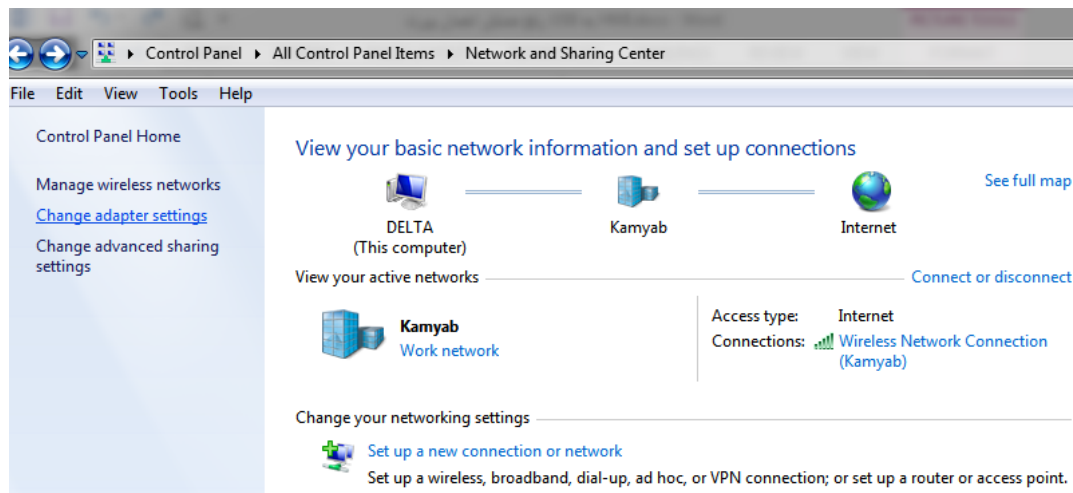 Control Panel ▸ All Control Panel Items ▸ Network and Sharing Center
File Edit View Tools Help
Control Panel Home
Manage wireless networks
Change adapter settings
Change advanced sharing
settings
View your basic network information and set up connections
See full map
DELTA
(This computer)
Kamyab
Internet
View your active networks
Connect or disconnect
Kamyab
Work network
Access type: Internet
Connections: Wireless Network Connection
(Kamyab)
Change your networking settings
Set up a new connection or network
Set up a wireless, broadband, dial-up, ad hoc, or VPN connection; or set up a router or access point.